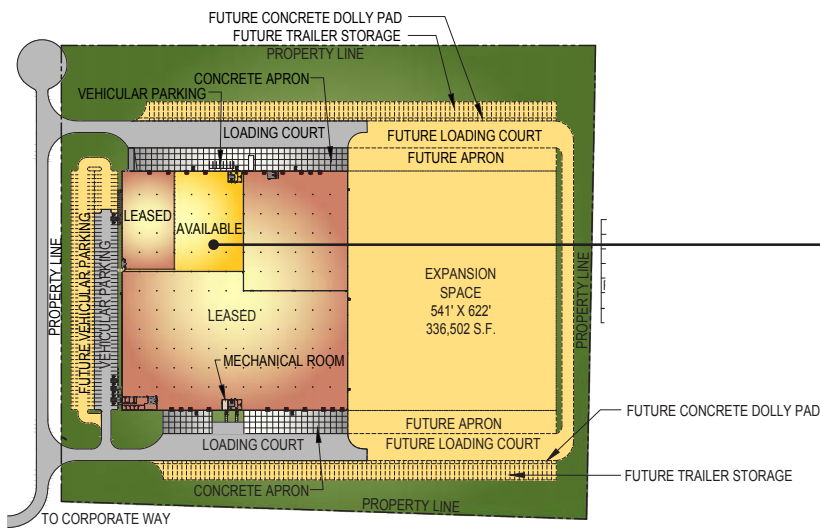 FUTURE CONCRETE DOLLY PAD
FUTURE TRAILER STORAGE
PROPERTY LINE
CONCRETE APRON
VEHICULAR PARKING
LOADING COURT
FUTURE LOADING COURT
FUTURE APRON
LEASED
AVAILABLE
PROPERTY LINE
FUTURE VEHICULAR PARKING
VEHICULAR PARKING
EXPANSION
SPACE
541' X 622'
336,502 S.F.
PROPERTY LINE
LEASED
MECHANICAL ROOM
FUTURE APRON
FUTURE CONCRETE DOLLY PAD
LOADING COURT
FUTURE LOADING COURT
FUTURE TRAILER STORAGE
CONCRETE APRON
PROPERTY LINE
TO CORPORATE WAY